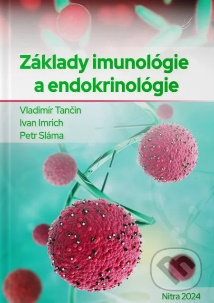 Základy imunológie
a endokrinológie
Vladimír Tančin
Ivan Imrich
Petr Sláma
Nitra 2024